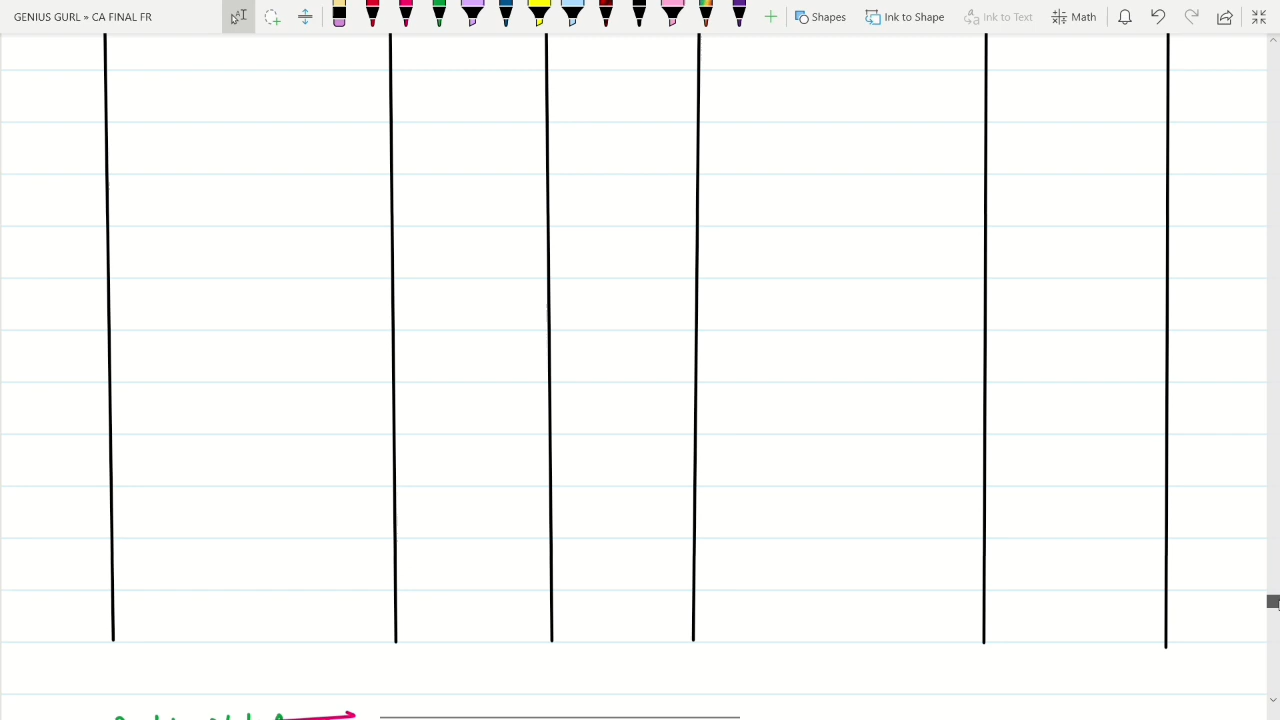 GENIUS GURL » CA FINAL FR
Shapes
Ink to Shape
Ink to Text
Math